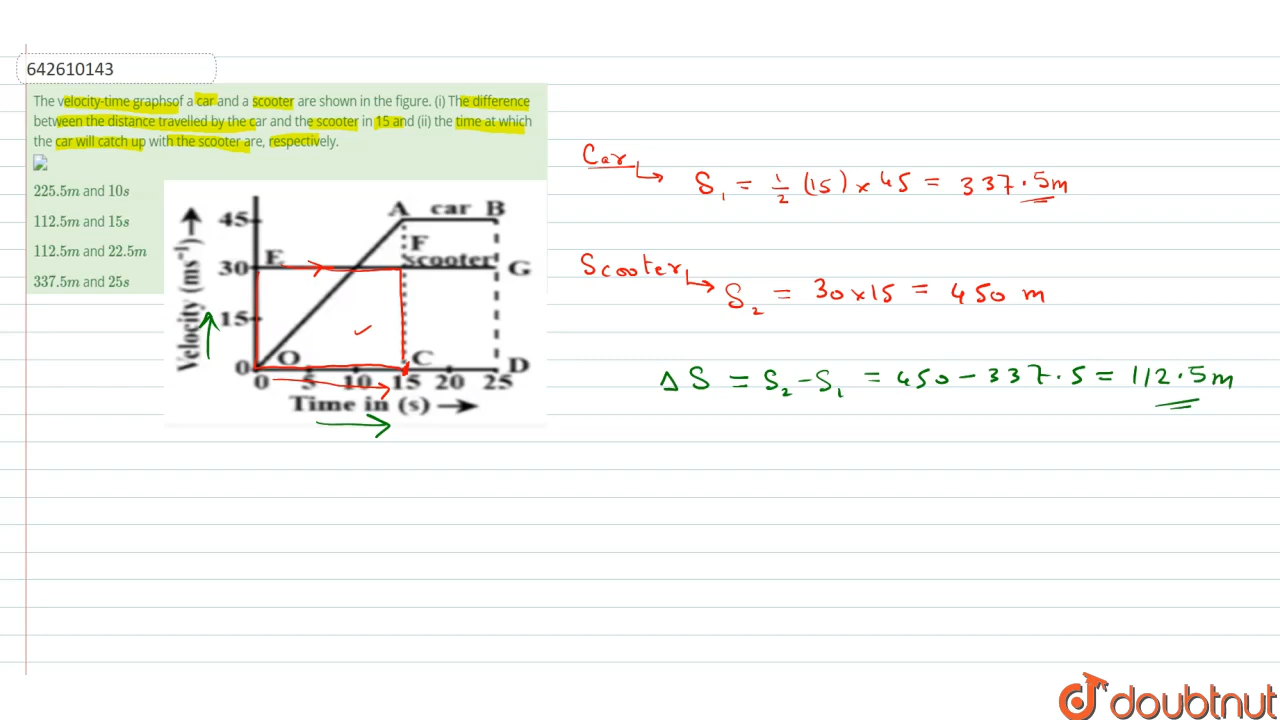 642610143
The velocity-time graphsof a car and a scooter are shown in the figure. (i) The difference
between the distance travelled by the car and the scooter in 15 and (ii) the time at which
the car will catch up with the scooter are, respectively.
225.5m and 10s
112.5m and 15s
112.5m and 22.5m
337.5m and 25s
Velocity (ms⁻¹)
45
30
15
0
A car B
F
E scooter G
O C D
0 5 10 15 20 25
Time in (s)
Car
S₁ = 1/2 (15) × 45 = 337.5m
Scooter
S₂ = 30×15 = 450 m
Δ S = S₂ - S₁ = 450 - 337.5 = 112.5m
doubtnut